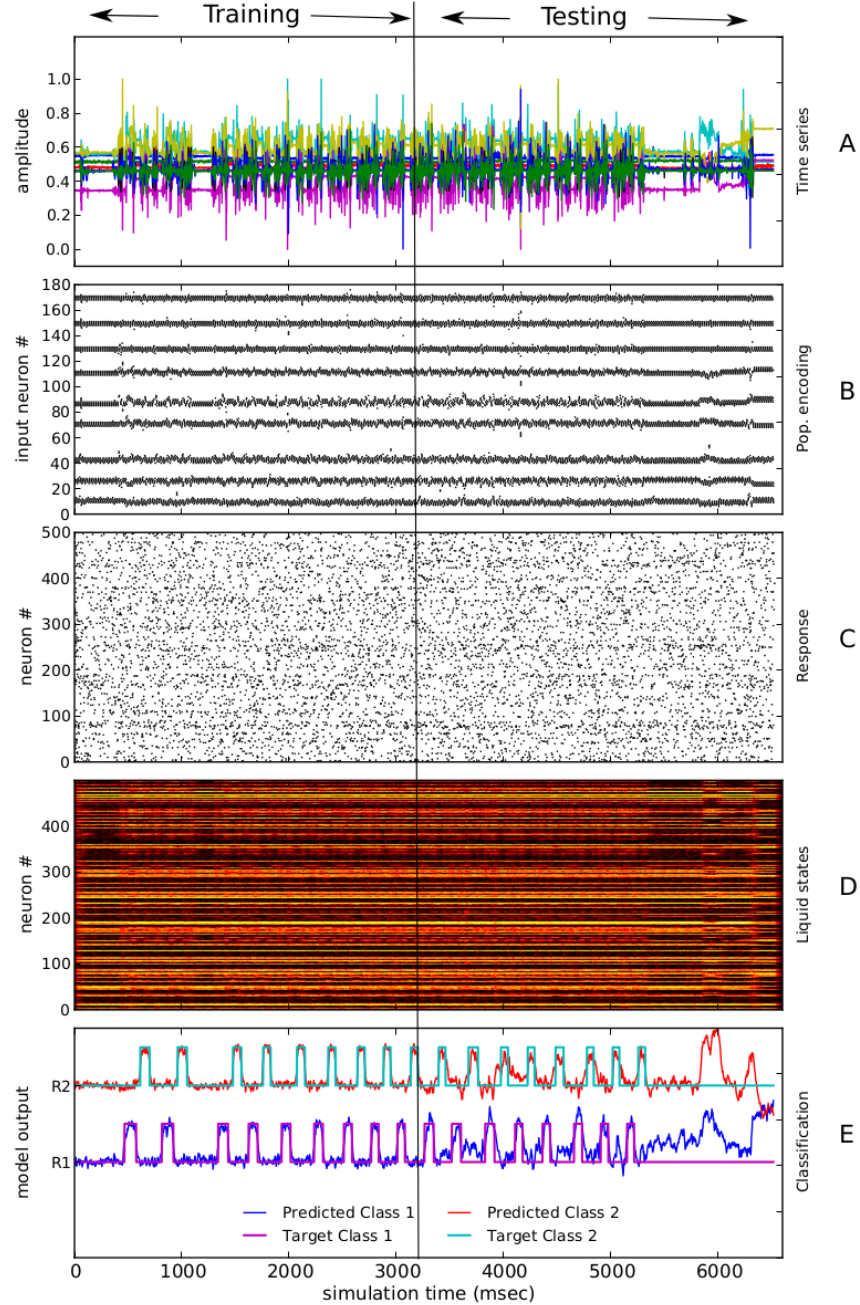 Training
Testing
1.0
0.8
0.6
0.4
0.2
0.0
amplitude
Time series
A
180
160
140
120
100
80
60
40
20
0
input neuron #
Pop. encoding
B
500
400
300
200
100
0
neuron #
Response
C
400
300
200
100
0
neuron #
Liquid states
D
R2
R1
model output
Classification
E
Predicted Class 1
Predicted Class 2
Target Class 1
Target Class 2
0 1000 2000 3000 4000 5000 6000
simulation time (msec)